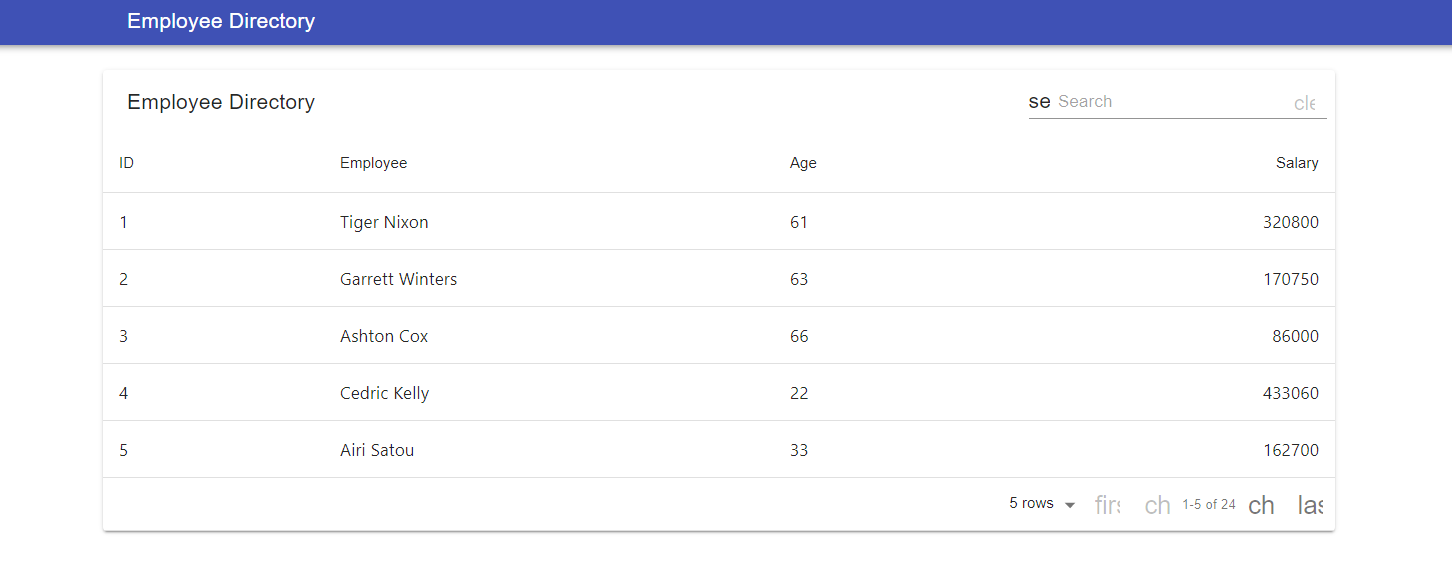 Employee Directory
Employee Directory se Search cle
ID Employee Age Salary
1 Tiger Nixon 61 320800
2 Garrett Winters 63 170750
3 Ashton Cox 66 86000
4 Cedric Kelly 22 433060
5 Airi Satou 33 162700
5 rows firs ch 1-5 of 24 ch las